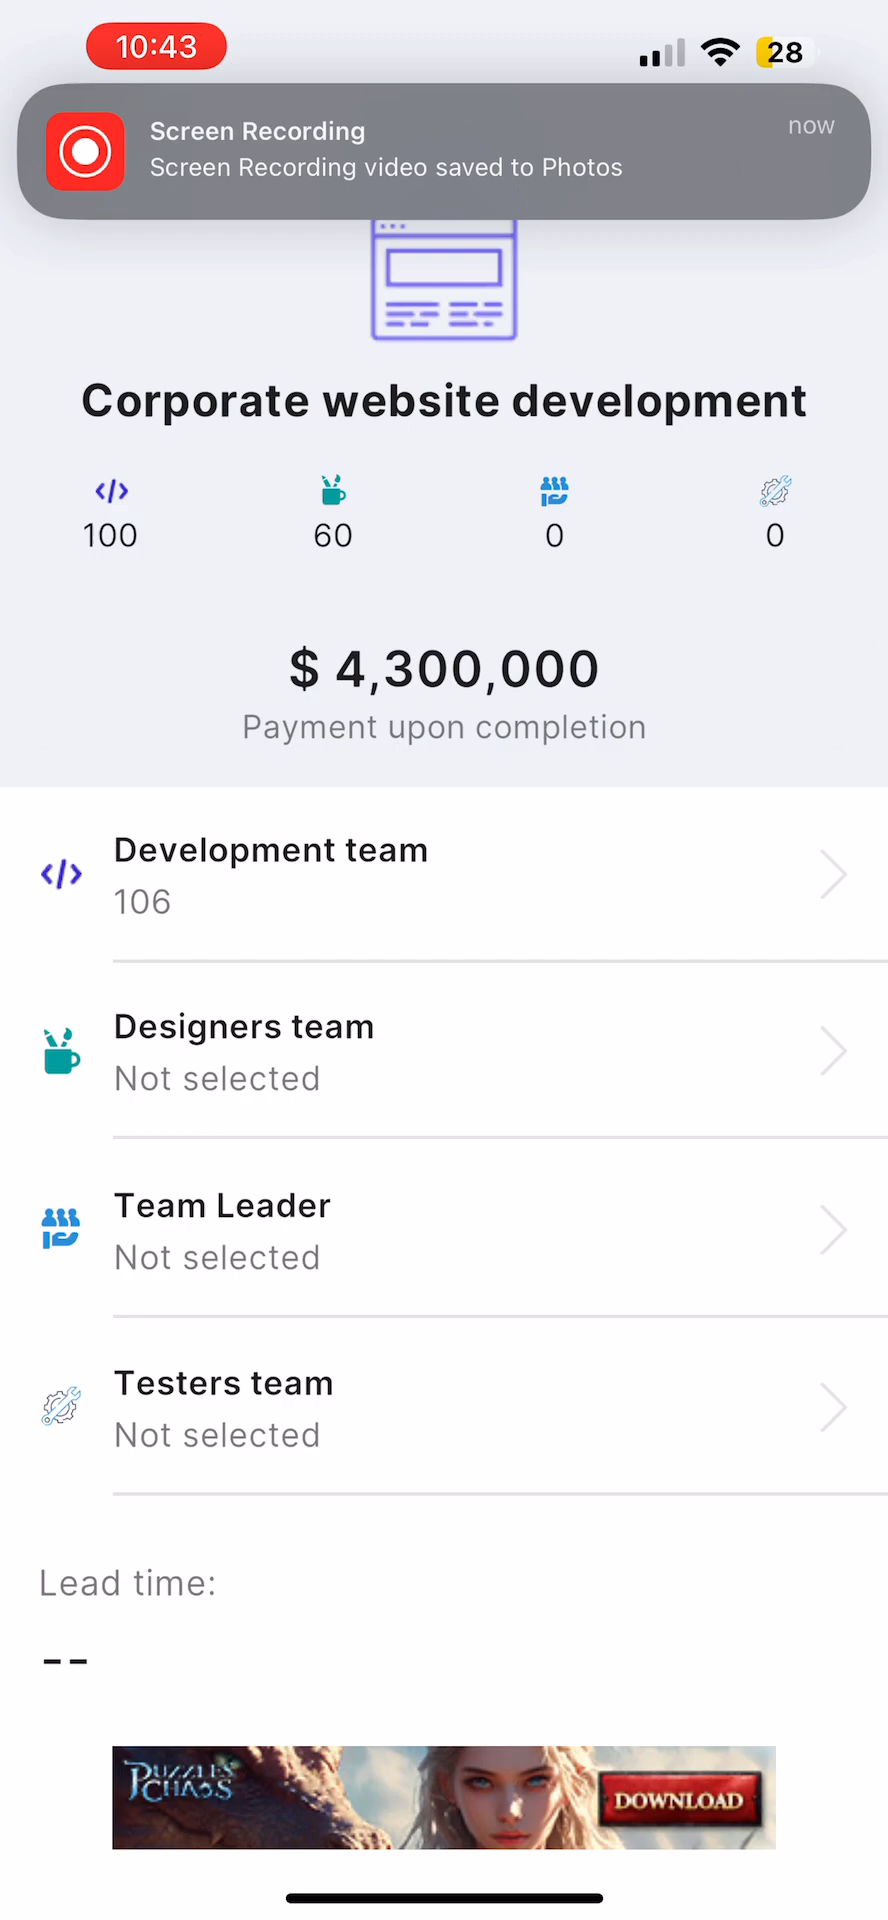 10:43
28
Screen Recording
now
Screen Recording video saved to Photos
Corporate website development
100
60
0
0
$ 4,300,000
Payment upon completion
Development team
106
Designers team
Not selected
Team Leader
Not selected
Testers team
Not selected
Lead time:
--
PUZZLES
CHAOS
DOWNLOAD